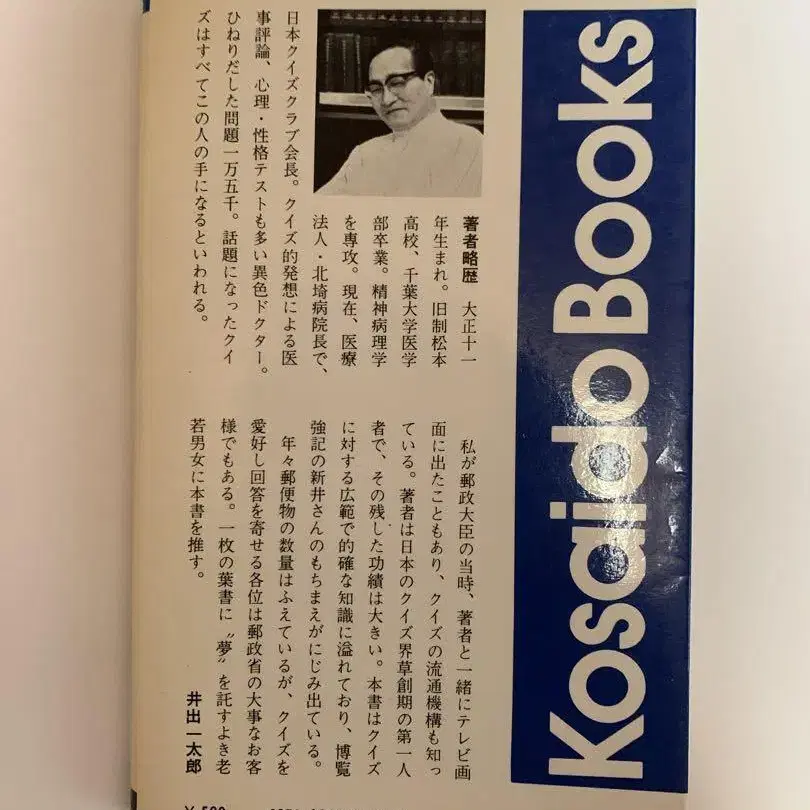 Kosaido Books
著者略歴 大正十一
年生まれ。旧制松本
高校、千葉大学医学
部卒業。精神病理学
を専攻。現在、医療
法人・北埼病院長で、
日本クイズクラブ会長。クイズ的発想による医
事評論、心理・性格テストも多い異色ドクター。
ひねりだした問題一万五千。話題になったクイ
ズはすべてこの人の手になるといわれる。
私が郵政大臣の当時、著者と一緒にテレビ画
面に出たこともあり、クイズの流通機構も知っ
ている。著者は日本のクイズ界草創期の第一人
者で、その残した功績は大きい。本書はクイズ
に対する広範で的確な知識に溢れており、博覧
強記の新井さんのもちまえがにじみ出ている。
年々郵便物の数量はふえているが、クイズを
愛好し回答を寄せる各位は郵政省の大事なお客
様でもある。一枚の葉書に〝夢〟を託すよき老
若男女に本書を推す。
井出一太郎